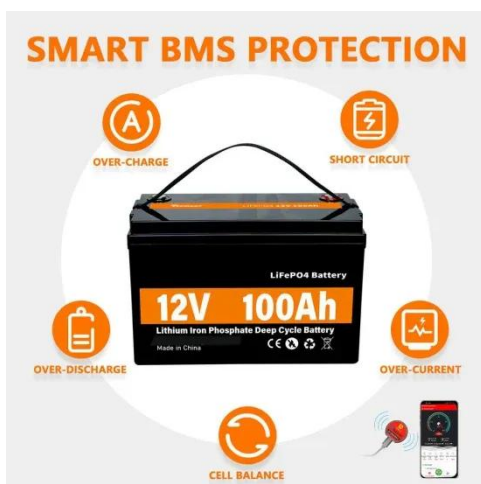 SMART BMS PROTECTION
A
OVER-CHARGE
SHORT CIRCUIT
LiFePO4 Battery
12V 100Ah
Lithium Iron Phosphate Deep Cycle Battery
Made in China
CE
OVER-DISCHARGE
OVER-CURRENT
CELL BALANCE